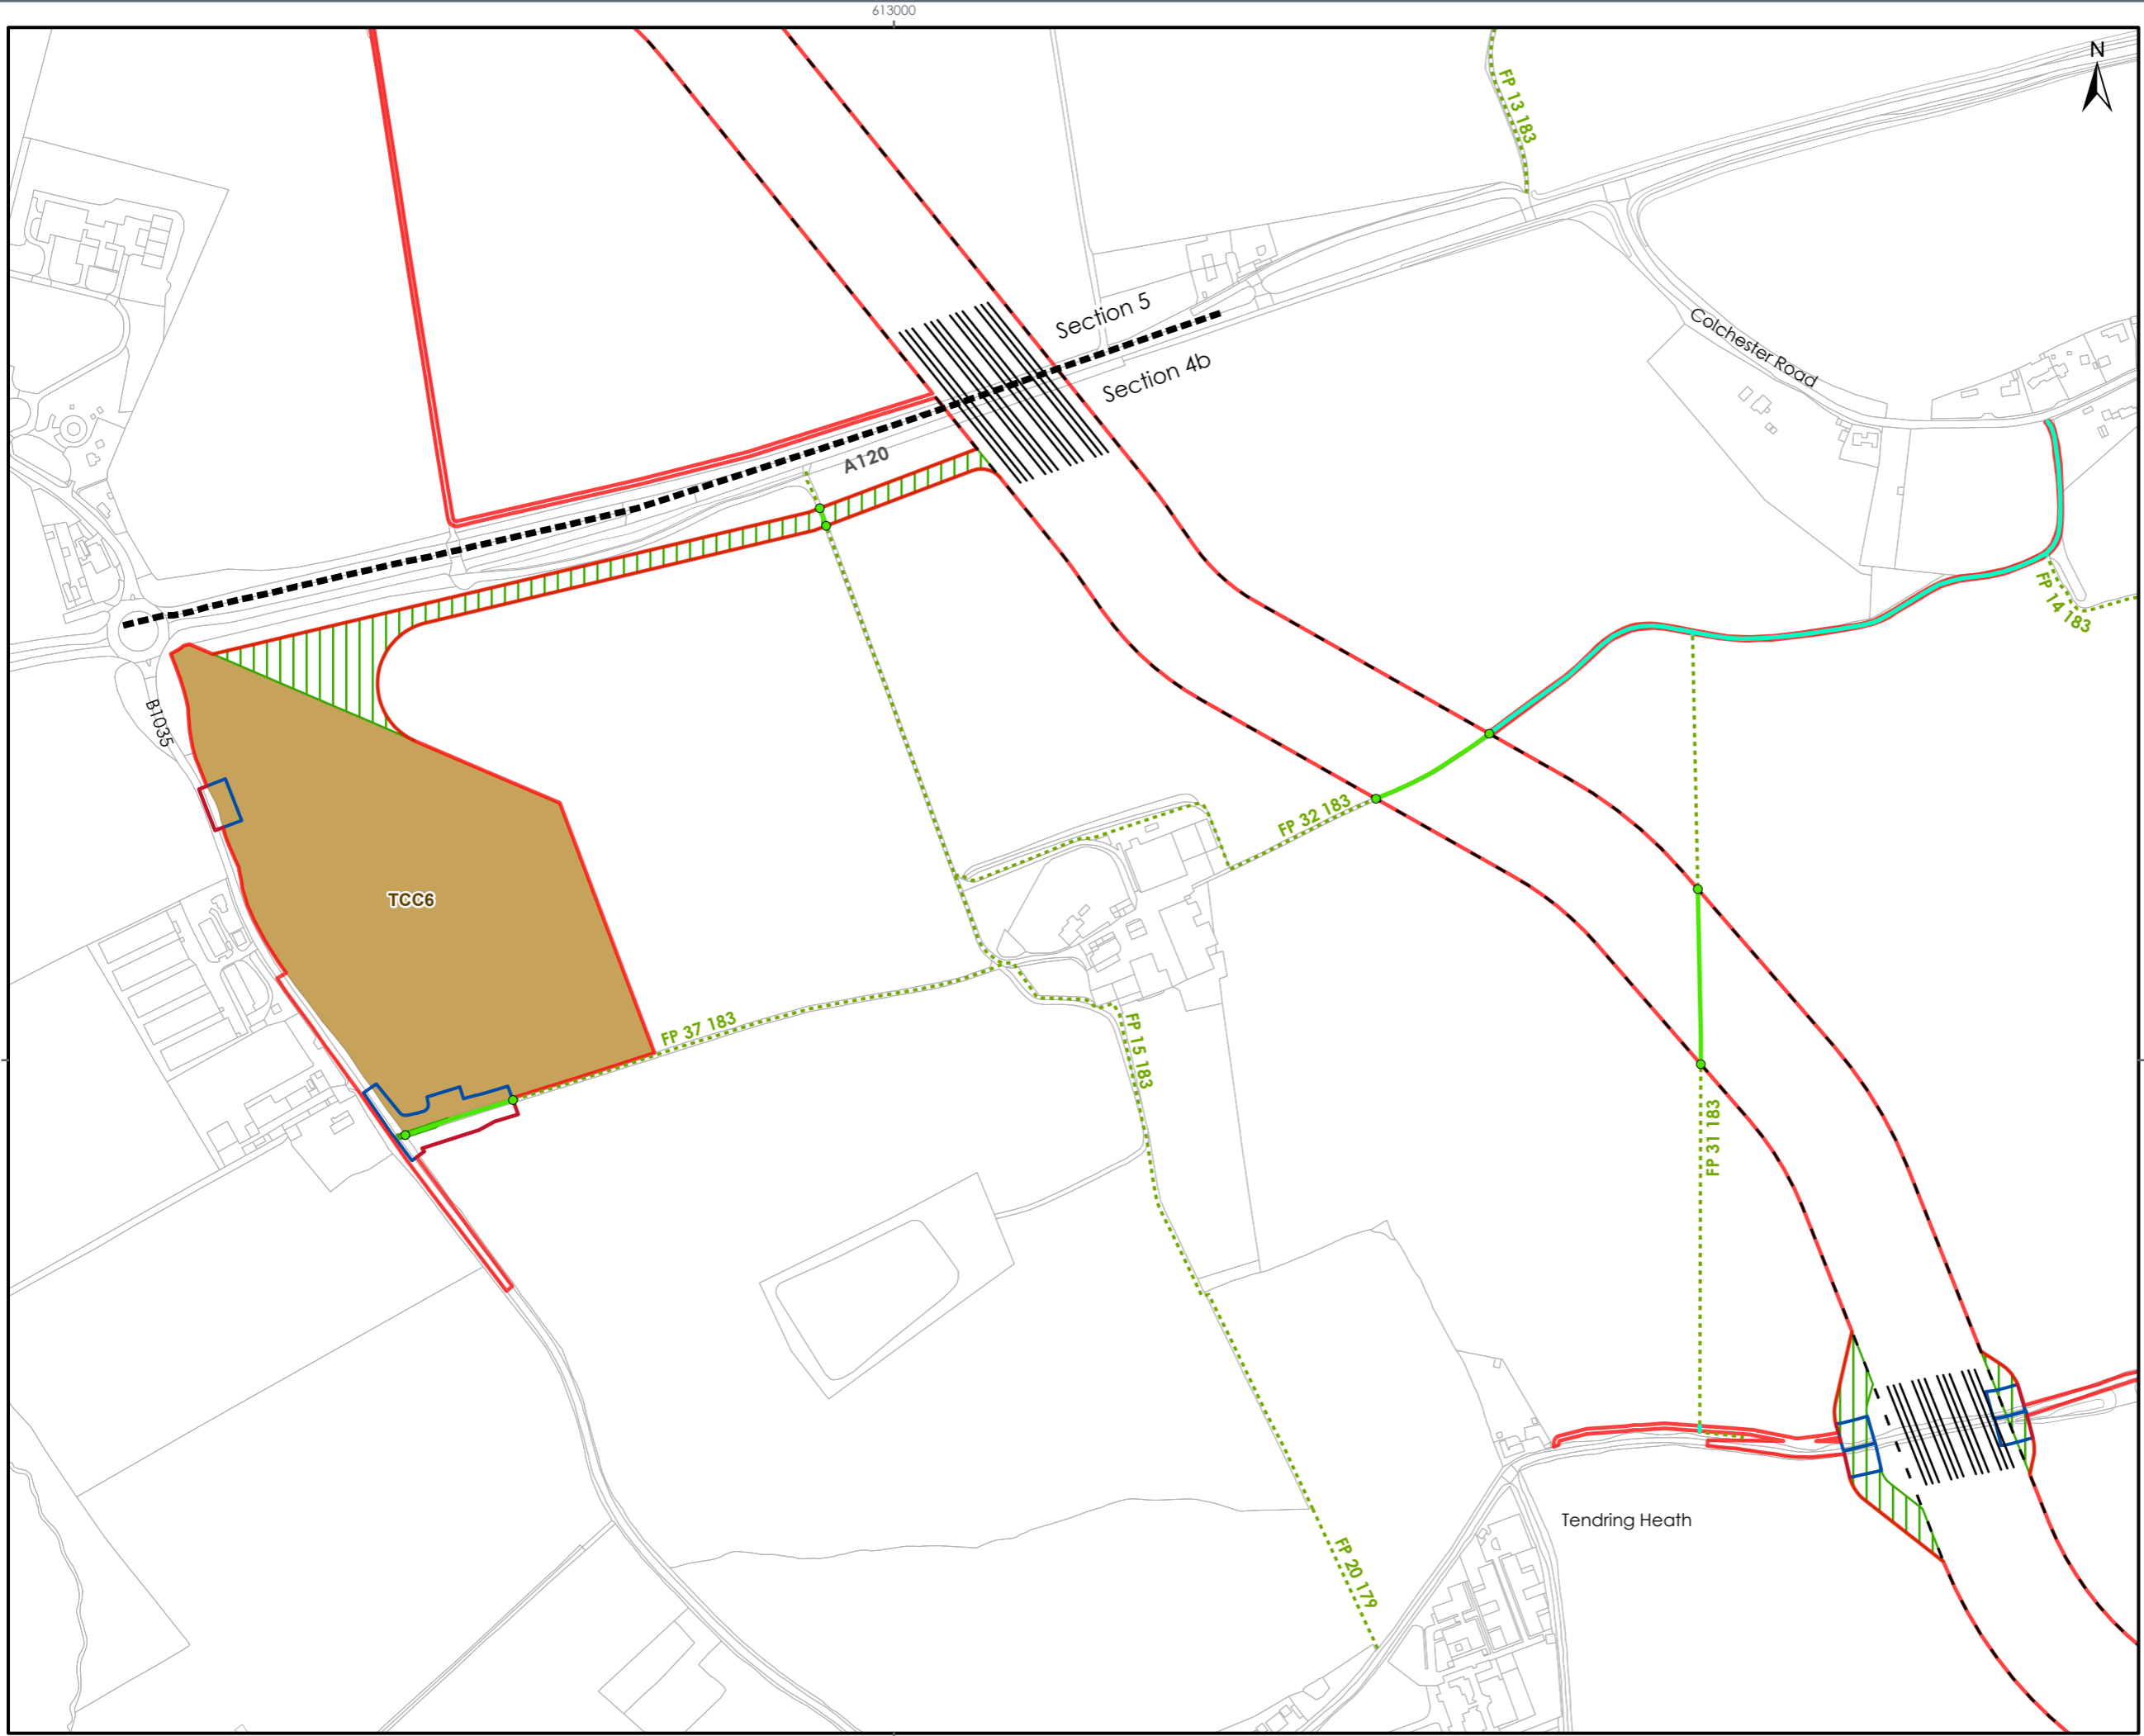 613000
N
FP 13 183
Section 5
Colchester Road
Section 4b
A120
FP 14 183
B1035
FP 32 183
TCC6
FP 37 183
FP 15 183
FP 31 183
Tendring Heath
FP 20 179